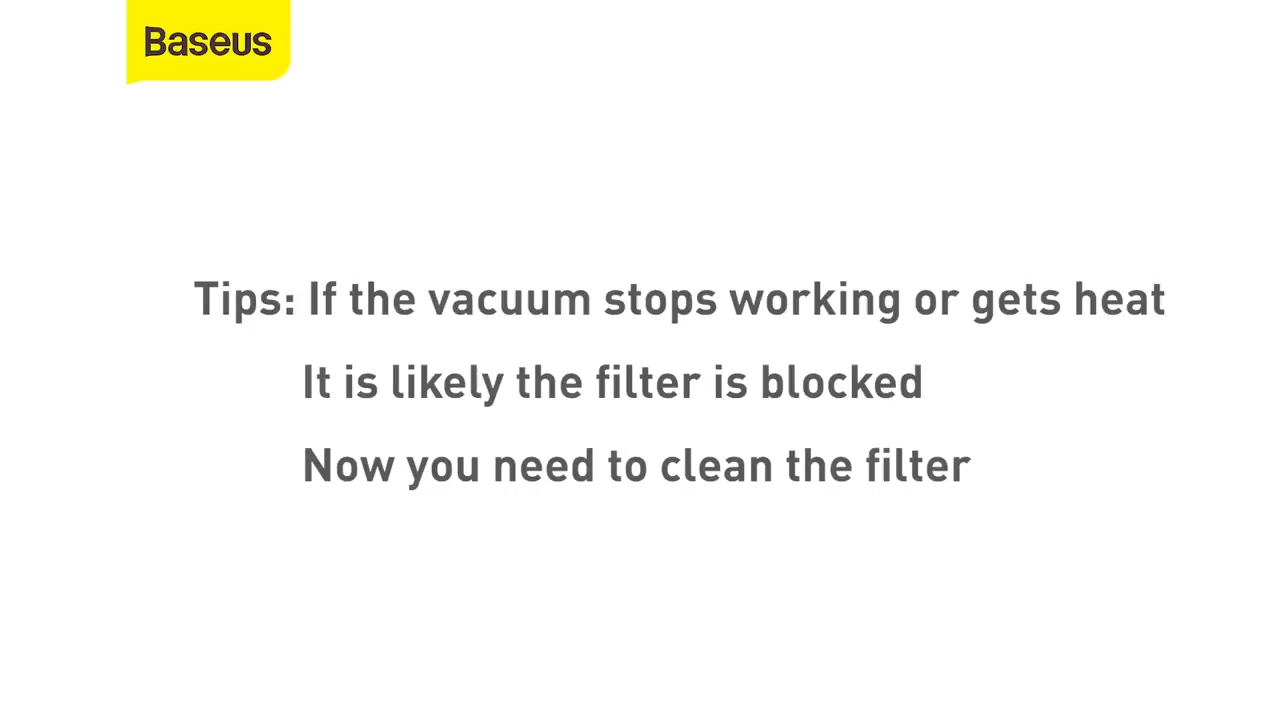 Baseus
Tips: If the vacuum stops working or gets heat
It is likely the filter is blocked
Now you need to clean the filter